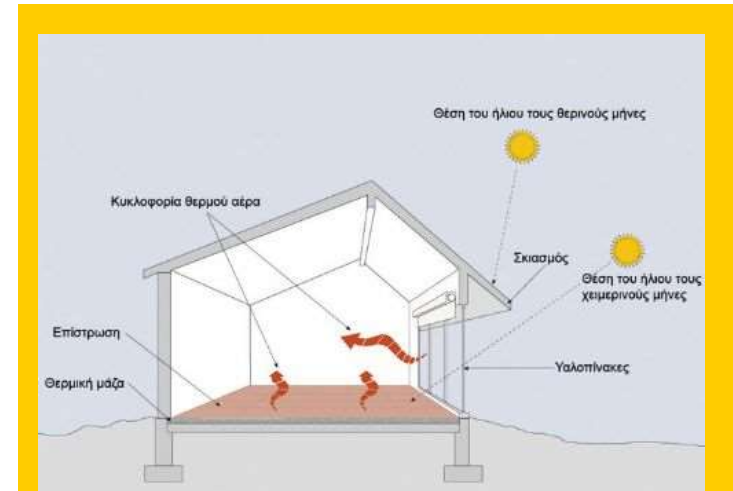 Θέση του ήλιου τους θερινούς μήνες
Κυκλοφορία θερμού αέρα
Σκιασμός
Θέση του ήλιου τους
χειμερινούς μήνες
Επίστρωση
Υαλοπίνακες
Θερμική μάζα